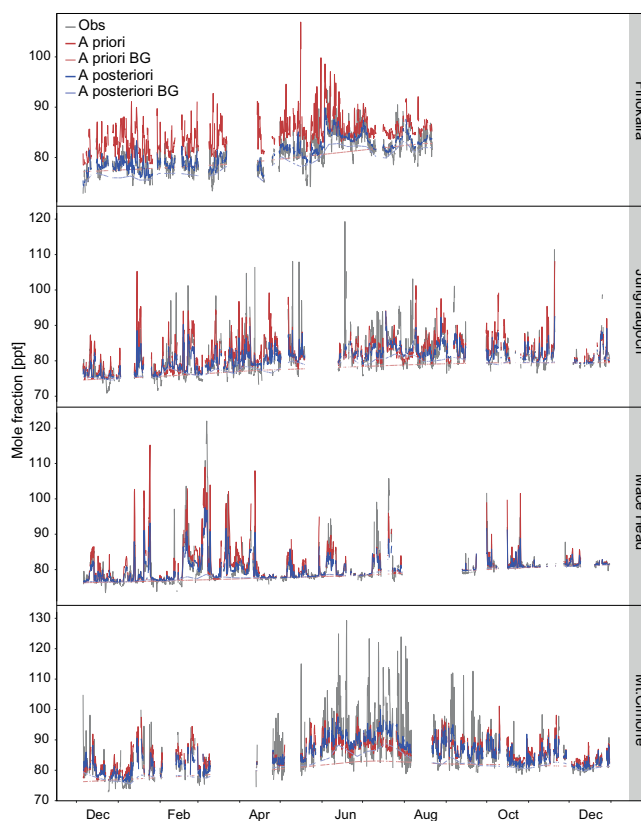 Obs
A priori
A priori BG
A posteriori
A posteriori BG
100
90
80
120
110
100
90
80
70
Jungfraujoch
Mole fraction [ppt]
120
110
100
90
80
Mace Head
130
120
110
100
90
80
70
Mt.Cimone
Dec
Feb
Apr
Jun
Aug
Oct
Dec